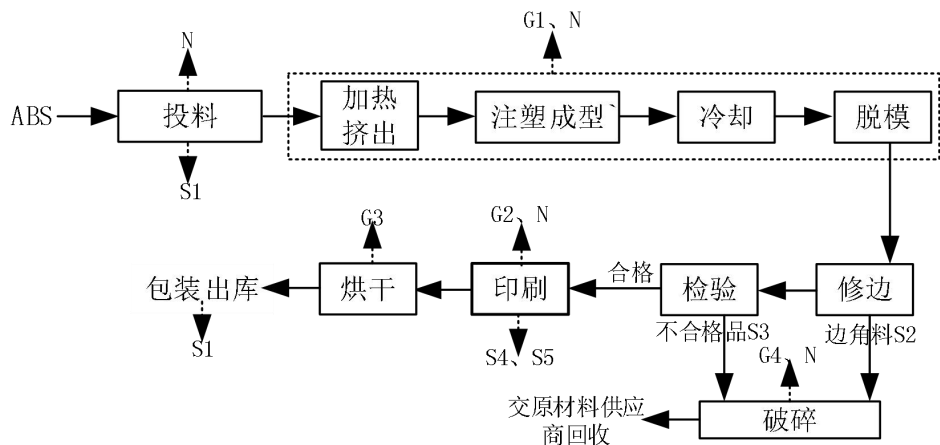 G1、N
N
ABS
投料
加热
挤出
注塑成型`
冷却
脱模
S1
G3
G2、N
包装出库
烘干
印刷
合格
检验
修边
S1
S4、S5
不合格品S3
边角料S2
G4、N
交原材料供应
商回收
破碎